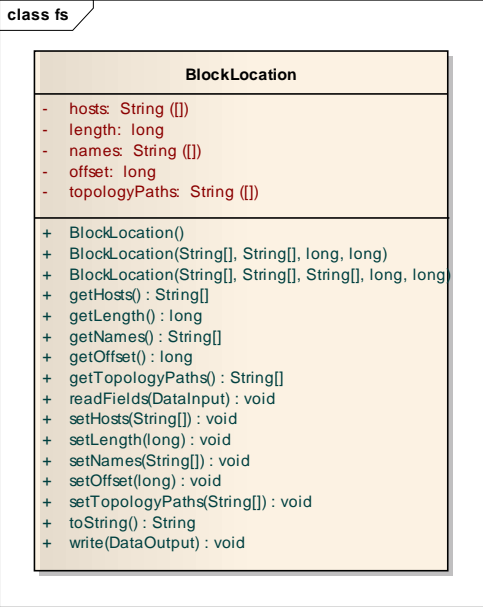 class fs
BlockLocation
- hosts: String ([])
- length: long
- names: String ([])
- offset: long
- topologyPaths: String ([])
+ BlockLocation()
+ BlockLocation(String[], String[], long, long)
+ BlockLocation(String[], String[], String[], long, long)
+ getHosts() : String[]
+ getLength() : long
+ getNames() : String[]
+ getOffset() : long
+ getTopologyPaths() : String[]
+ readFields(DataInput) : void
+ setHosts(String[]) : void
+ setLength(long) : void
+ setNames(String[]) : void
+ setOffset(long) : void
+ setTopologyPaths(String[]) : void
+ toString() : String
+ write(DataOutput) : void